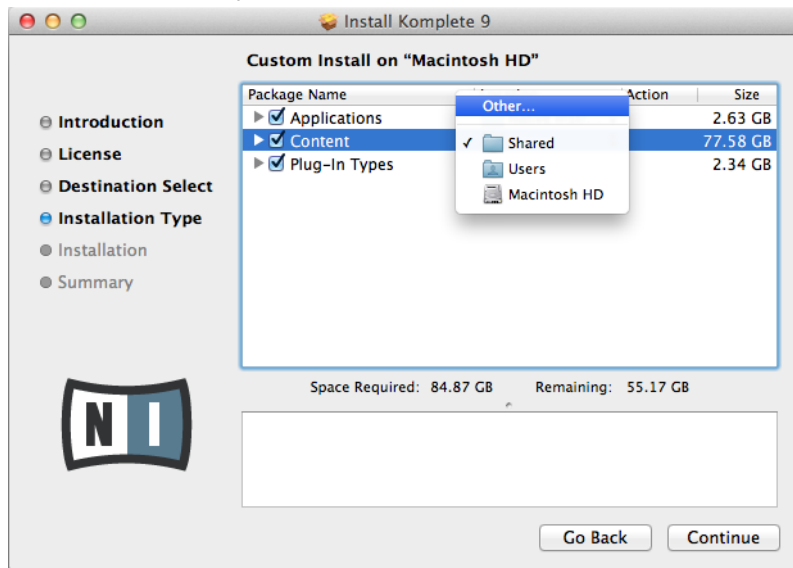 Install Komplete 9
Custom Install on “Macintosh HD”
Introduction
License
Destination Select
Installation Type
Installation
Summary
Package Name Action Size
Applications 2.63 GB
Content 77.58 GB
Plug-In Types 2.34 GB
Other...
Shared
Users
Macintosh HD
Space Required: 84.87 GB Remaining: 55.17 GB
N I
Go Back Continue